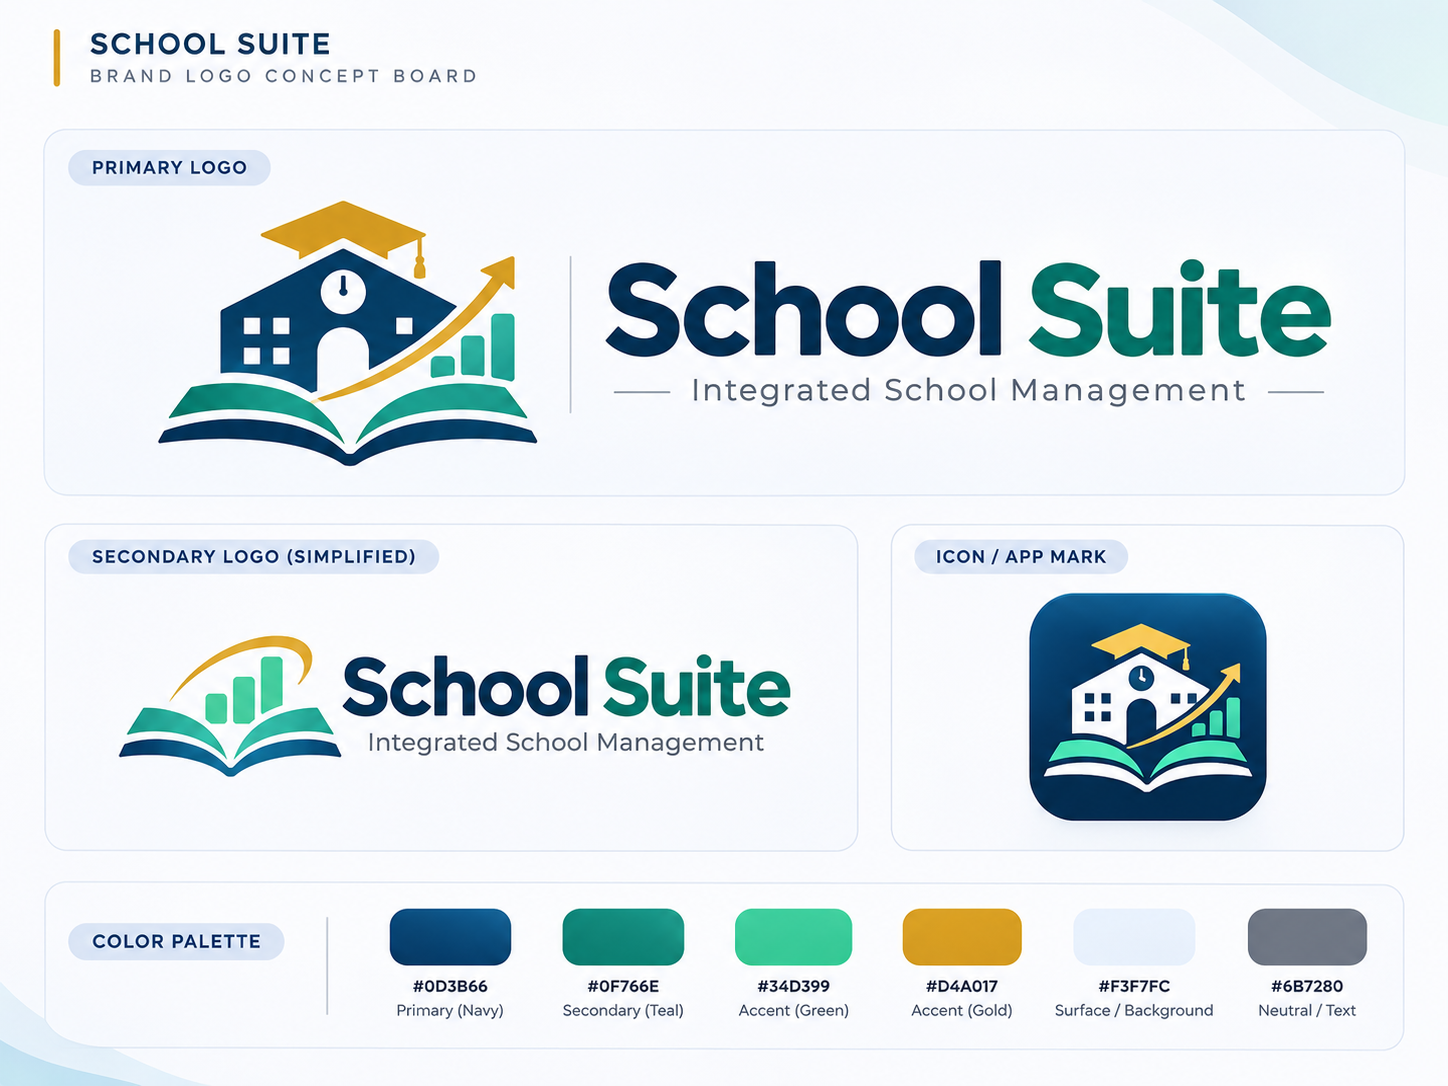 SCHOOL SUITE
BRAND LOGO CONCEPT BOARD
PRIMARY LOGO
School Suite
Integrated School Management
SECONDARY LOGO (SIMPLIFIED)
School Suite
Integrated School Management
ICON / APP MARK
COLOR PALETTE
#0D3B66
Primary (Navy)
#0F766E
Secondary (Teal)
#34D399
Accent (Green)
#D4A017
Accent (Gold)
#F3F7FC
Surface / Background
#6B7280
Neutral / Text